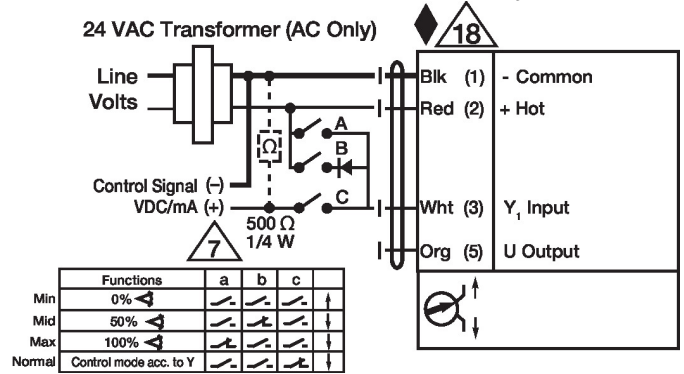 24 VAC Transformer (AC Only)
18
Line
Volts
Blk (1) - Common
Red (2) + Hot
A
B
Ω
Control Signal (–)
VDC/mA (+)
C
Wht (3) Y₁ Input
500 Ω
1/4 W
7
Org (5) U Output
Functions a b c
Min 0%
Mid 50%
Max 100%
Normal Control mode acc. to Y